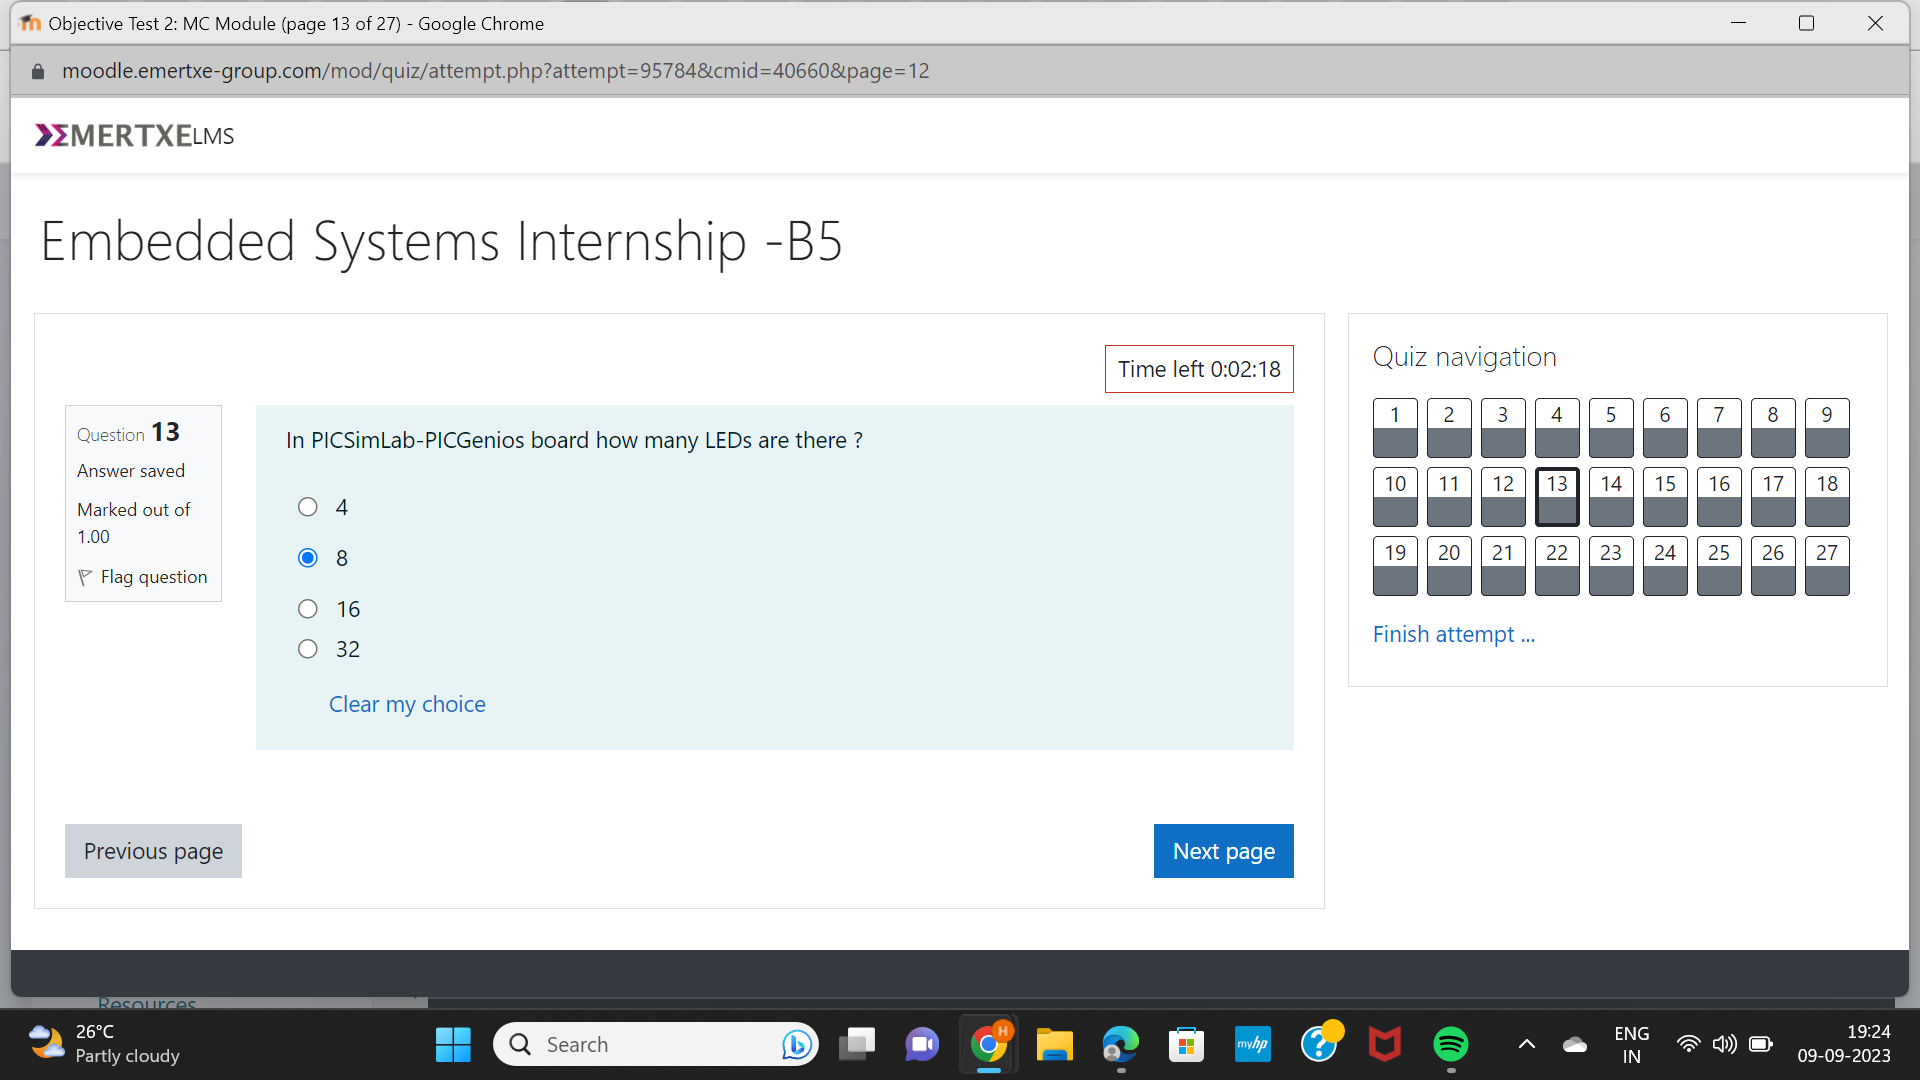 Objective Test 2: MC Module (page 13 of 27) - Google Chrome
moodle.emertxe-group.com/mod/quiz/attempt.php?attempt=95784&cmid=40660&page=12
EMERTXE LMS
Embedded Systems Internship -B5
Time left 0:02:18
Question 13
Answer saved
Marked out of
1.00
Flag question
In PICSimLab-PICGenios board how many LEDs are there ?
4
8
16
32
Clear my choice
Previous page
Next page
Quiz navigation
1 2 3 4 5 6 7 8 9
10 11 12 13 14 15 16 17 18
19 20 21 22 23 24 25 26 27
Finish attempt ...
Resources
26°C
Partly cloudy
Search
H
myhp
ENG
IN
19:24
09-09-2023